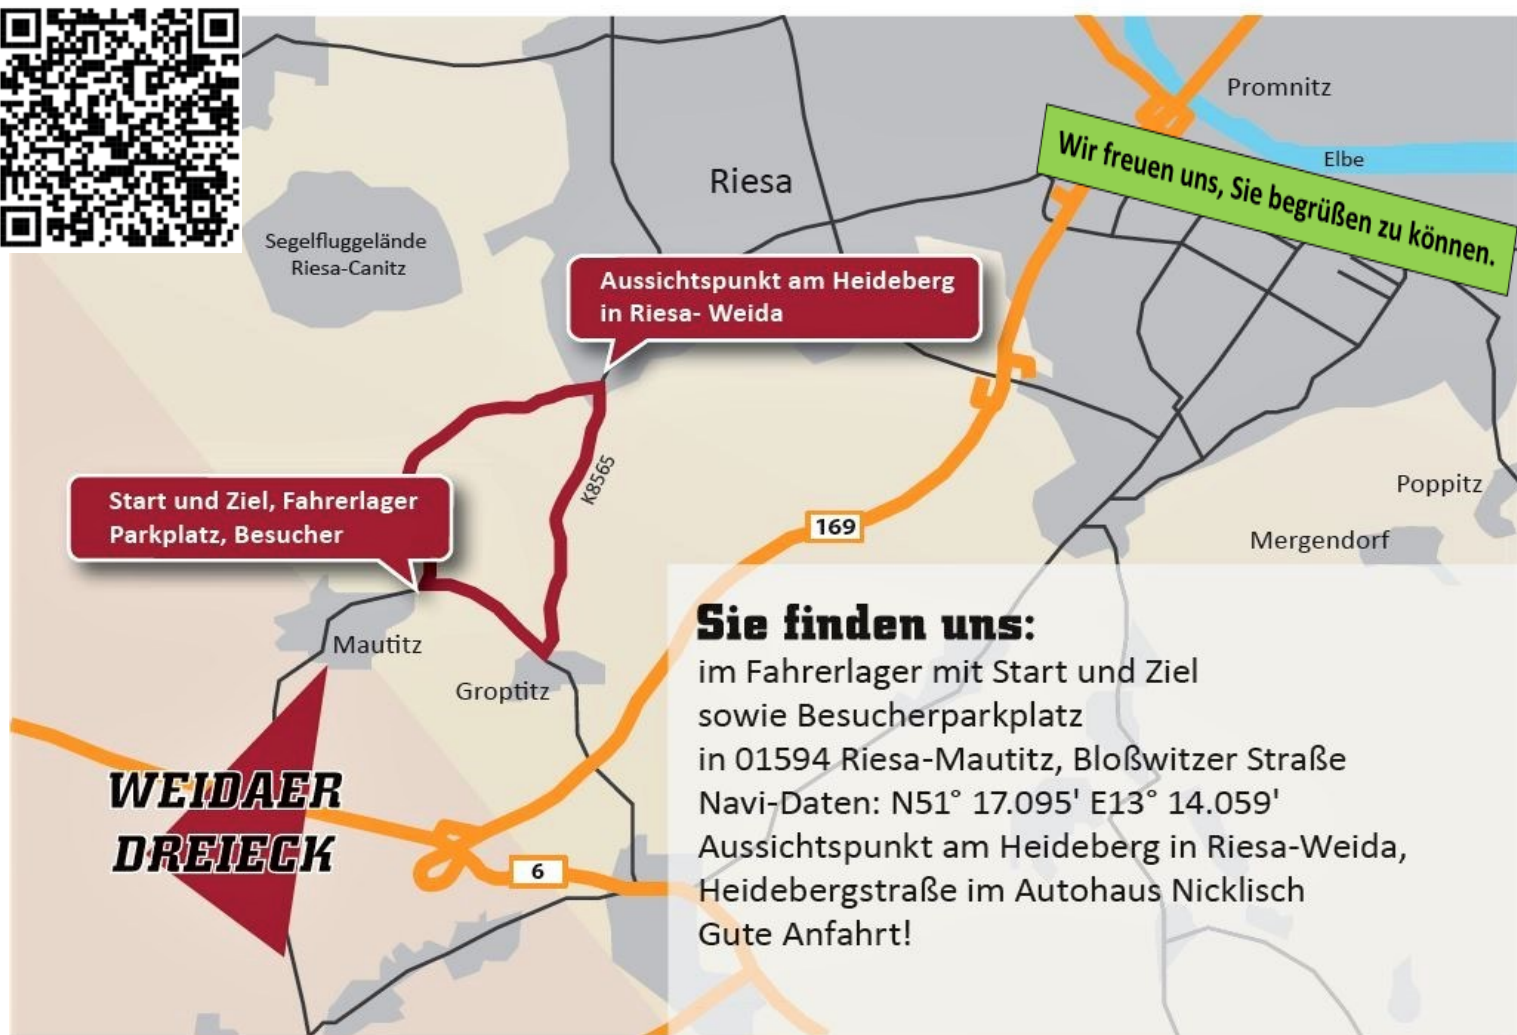 Promnitz
Elbe
Wir freuen uns, Sie begrüßen zu können.
Riesa
Segelfluggelände
Riesa-Canitz
Aussichtspunkt am Heideberg
in Riesa- Weida
K8565
Start und Ziel, Fahrerlager
Parkplatz, Besucher
169
Poppitz
Mergendorf
Mautitz
Groptitz
WEIDAER
DREIECK
6
Sie finden uns:
im Fahrerlager mit Start und Ziel
sowie Besucherparkplatz
in 01594 Riesa-Mautitz, Bloßwitzer Straße
Navi-Daten: N51° 17.095' E13° 14.059'
Aussichtspunkt am Heideberg in Riesa-Weida,
Heidebergstraße im Autohaus Nicklisch
Gute Anfahrt!